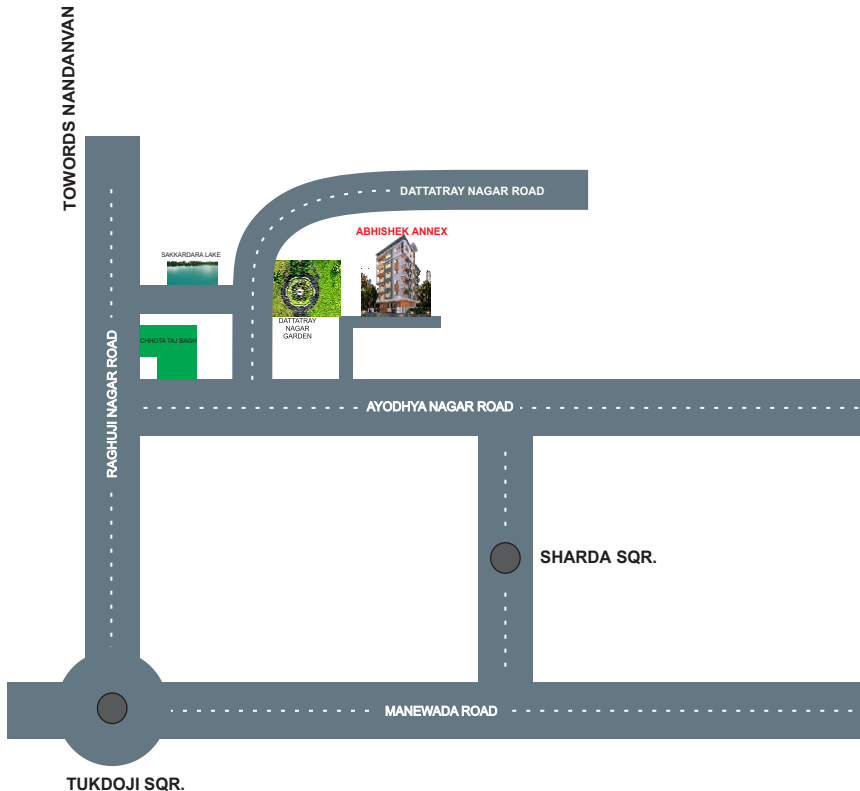 TOWORDS NANDANVAN
DATTATRAY NAGAR ROAD
ABHISHEK ANNEX
SAKKARDARA LAKE
DATTATRAY
NAGAR
GARDEN
CHHOTA TAJ BAGH
RAGHUJI NAGAR ROAD
AYODHYA NAGAR ROAD
SHARDA SQR.
MANEWADA ROAD
TUKDOJI SQR.